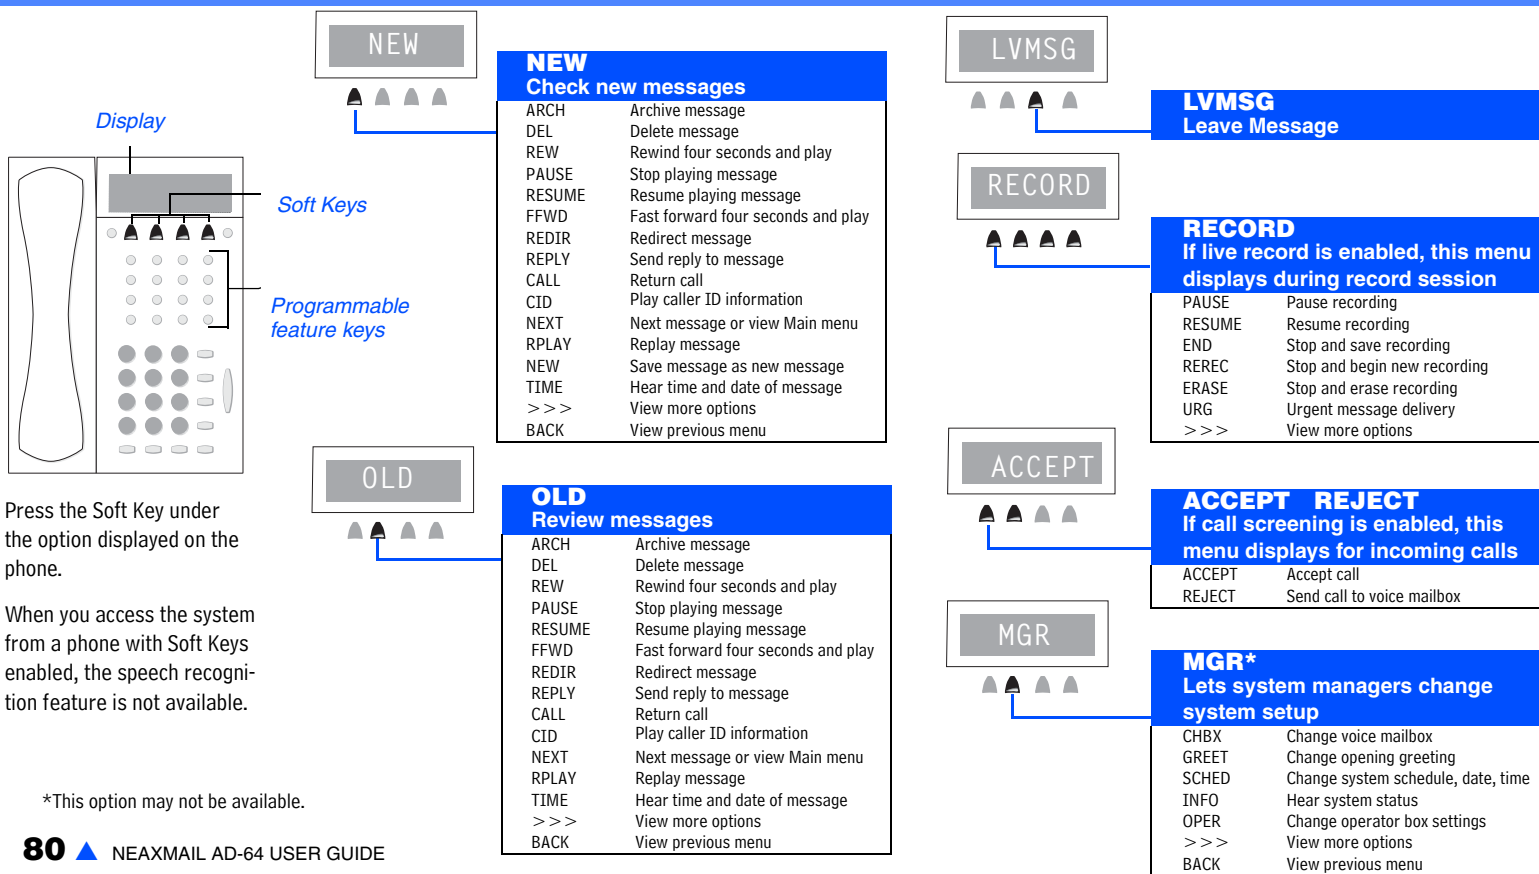 Display
Soft Keys
Programmable
feature keys
Press the Soft Key under
the option displayed on the
phone.
When you access the system
from a phone with Soft Keys
enabled, the speech recogni-
tion feature is not available.
*This option may not be available.
NEW
NEW
Check new messages
ARCH Archive message
DEL Delete message
REW Rewind four seconds and play
PAUSE Stop playing message
RESUME Resume playing message
FFWD Fast forward four seconds and play
REDIR Redirect message
REPLY Send reply to message
CALL Return call
CID Play caller ID information
NEXT Next message or view Main menu
RPLAY Replay message
NEW Save message as new message
TIME Hear time and date of message
>>> View more options
BACK View previous menu
OLD
OLD
Review messages
ARCH Archive message
DEL Delete message
REW Rewind four seconds and play
PAUSE Stop playing message
RESUME Resume playing message
FFWD Fast forward four seconds and play
REDIR Redirect message
REPLY Send reply to message
CALL Return call
CID Play caller ID information
NEXT Next message or view Main menu
RPLAY Replay message
TIME Hear time and date of message
>>> View more options
BACK View previous menu
LVMSG
LVMSG
Leave Message
RECORD
RECORD
If live record is enabled, this menu
displays during record session
PAUSE Pause recording
RESUME Resume recording
END Stop and save recording
REREC Stop and begin new recording
ERASE Stop and erase recording
URG Urgent message delivery
>>> View more options
ACCEPT
ACCEPT REJECT
If call screening is enabled, this
menu displays for incoming calls
ACCEPT Accept call
REJECT Send call to voice mailbox
MGR
MGR*
Lets system managers change
system setup
CHBX Change voice mailbox
GREET Change opening greeting
SCHED Change system schedule, date, time
INFO Hear system status
OPER Change operator box settings
>>> View more options
BACK View previous menu
80 ▲ NEAXMAIL AD-64 USER GUIDE